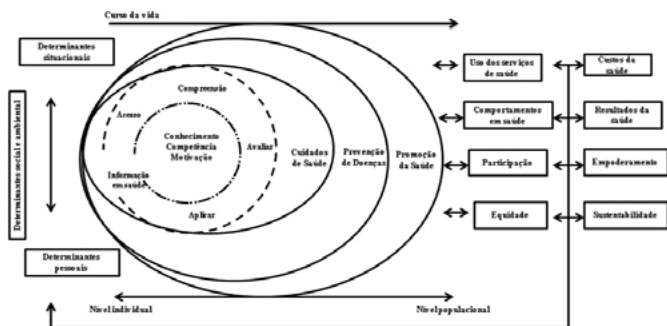 Curso da vida
Determinantes
situacionais
Determinantes social e ambiental
Determinantes
pessoais
Compreensão
Acesso
Conhecimento
Competência
Motivação
Avaliar
Informação
em saúde
Aplicar
Cuidados
de Saúde
Prevenção
de Doenças
Promoção
da Saúde
Uso dos serviços
de saúde
Custos da
saúde
Comportamentos
em saúde
Resultados
da saúde
Participação
Empoderamento
Equidade
Sustentabilidade
Nível individual
Nível populacional